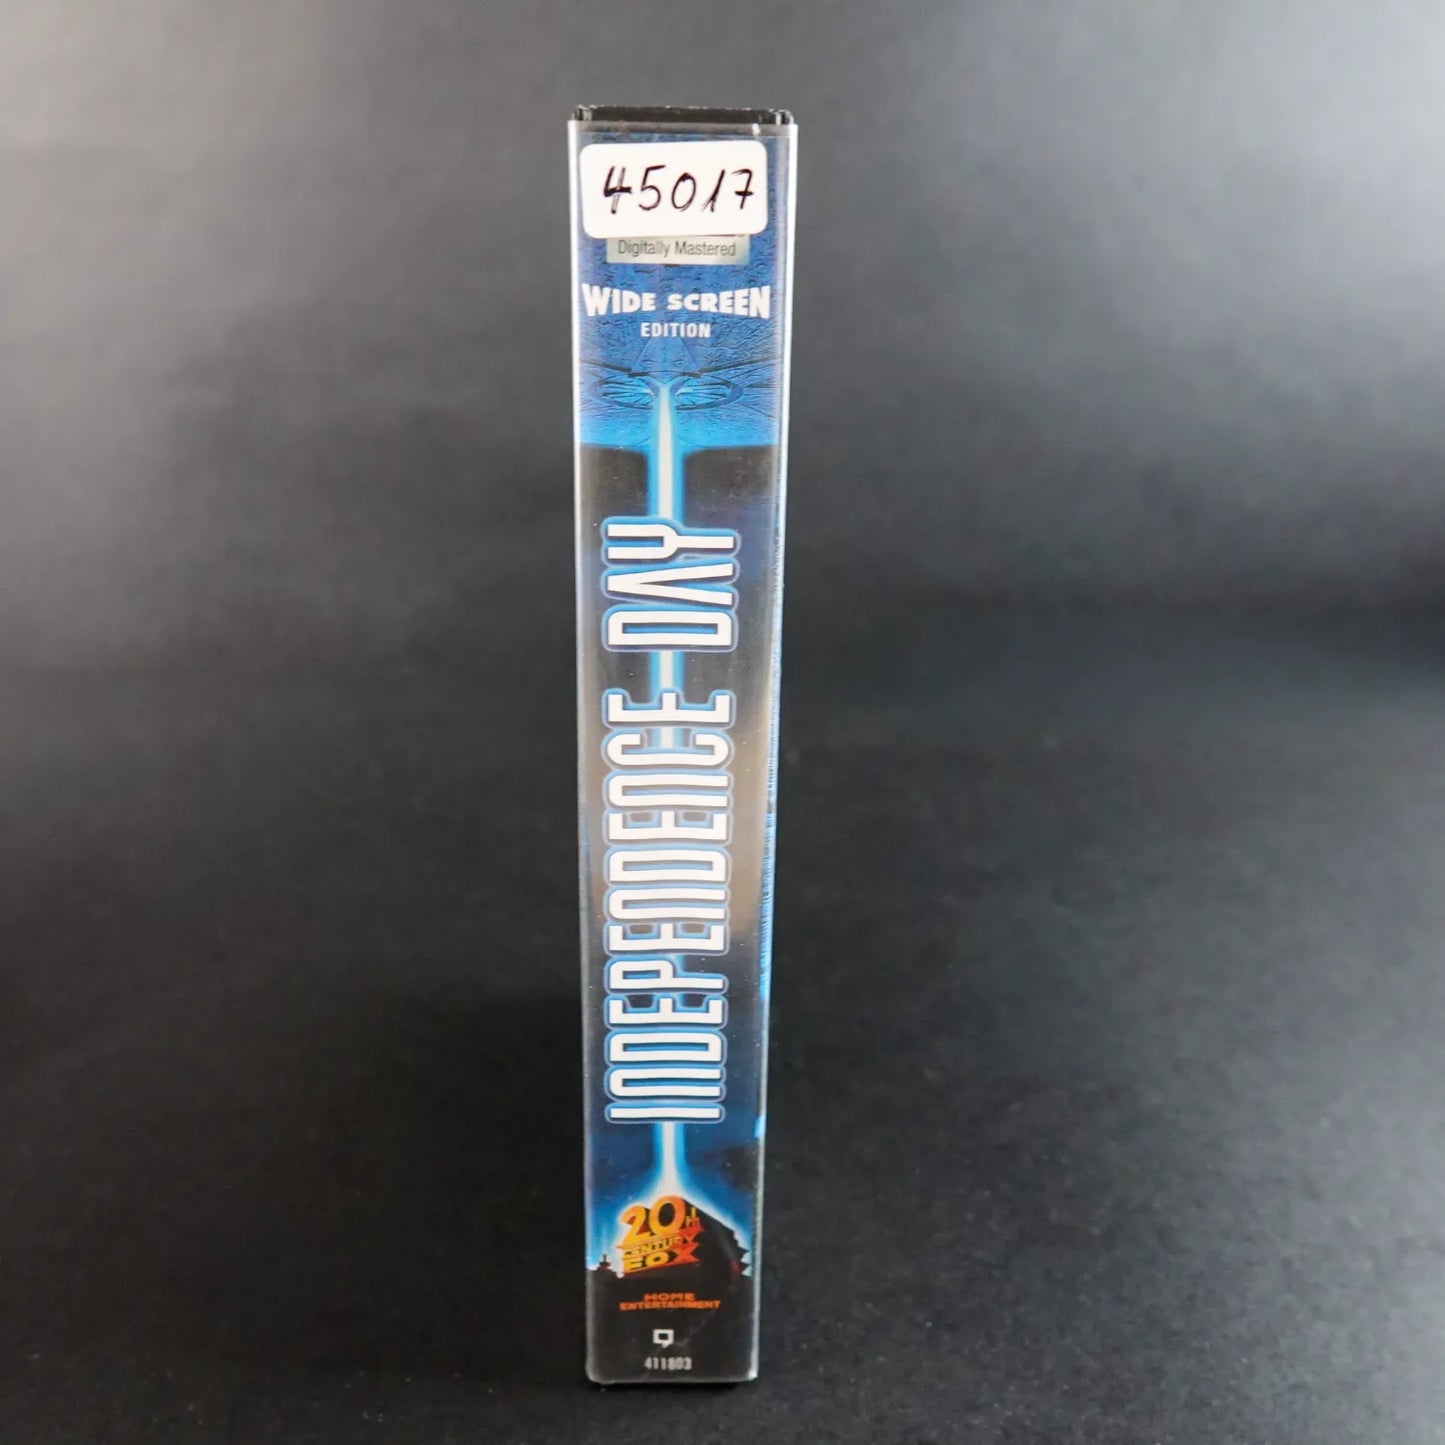 45017
Digitally Mastered
WIDE SCREEN
EDITION
INDEPENDENCE DAY
20th
CENTURY
FOX
HOME
ENTERTAINMENT
411803